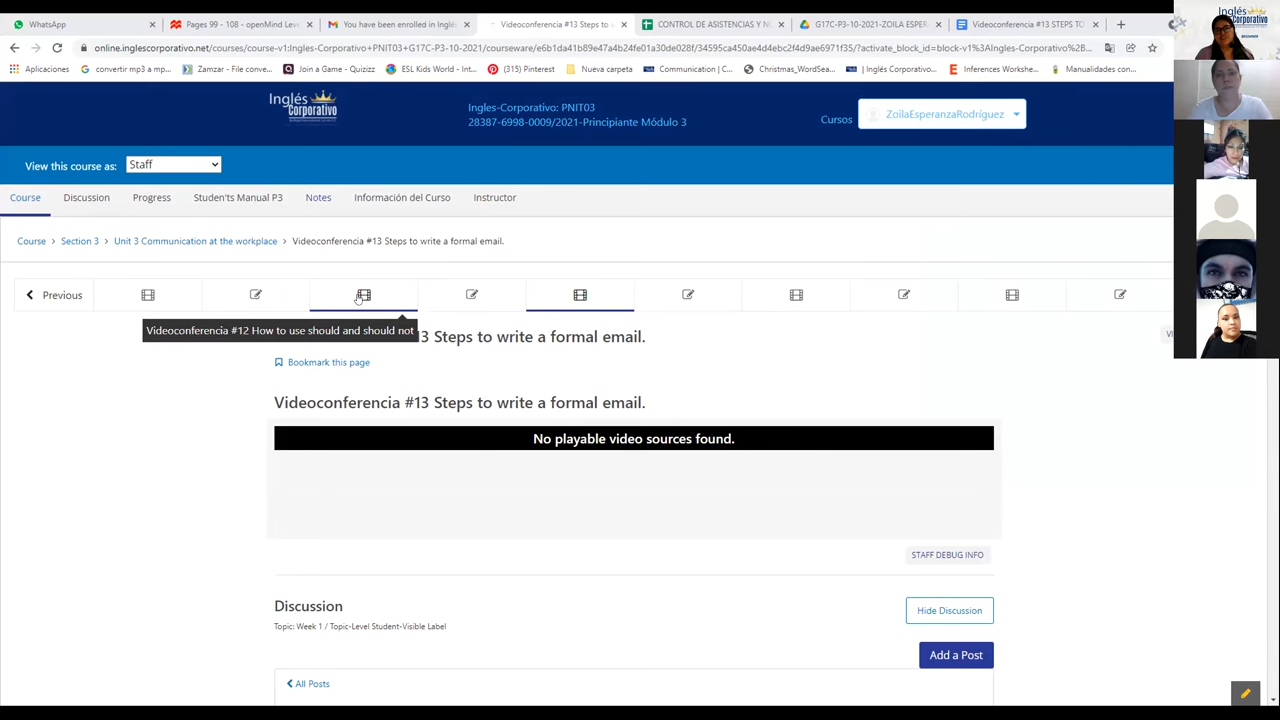 WhatsApp
Pages 99 - 108 - openMind Leve
You have been enrolled in Inglé
Videoconferencia #13 Steps to w
CONTROL DE ASISTENCIAS Y N
G17C-P3-10-2021-ZOILA ESPER
Videoconferencia #13 STEPS TO
online.inglescorporativo.net/courses/course-v1:Ingles-Corporativo+PNIT03+G17C-P3-10-2021/courseware/e6b1da41b89e47a4b24fe01a30de028f/34595ca450ae4d4ebc2f4d9ae6971f35/?activate_block_id=block-v1%3AIngles-Corporativo%2B...
Aplicaciones
convertir mp3 a mp...
Zamzar - File conve...
Join a Game - Quizizz
ESL Kids World - Int...
(315) Pinterest
Nueva carpeta
Communication | C...
Christmas_WordSea...
| Inglés Corporativo...
Inferences Workshe...
Manualidades con...
Inglés
Corporativo
Ingles-Corporativo: PNIT03
28387-6998-0009/2021-Principiante Módulo 3
Cursos
ZoilaEsperanzaRodríguez
View this course as:
Staff
Course
Discussion
Progress
Studen'ts Manual P3
Notes
Información del Curso
Instructor
Course > Section 3 > Unit 3 Communication at the workplace > Videoconferencia #13 Steps to write a formal email.
Previous
Videoconferencia #12 How to use should and should not
13 Steps to write a formal email.
Bookmark this page
Videoconferencia #13 Steps to write a formal email.
No playable video sources found.
STAFF DEBUG INFO
Discussion
Topic: Week 1 / Topic-Level Student-Visible Label
Hide Discussion
Add a Post
All Posts